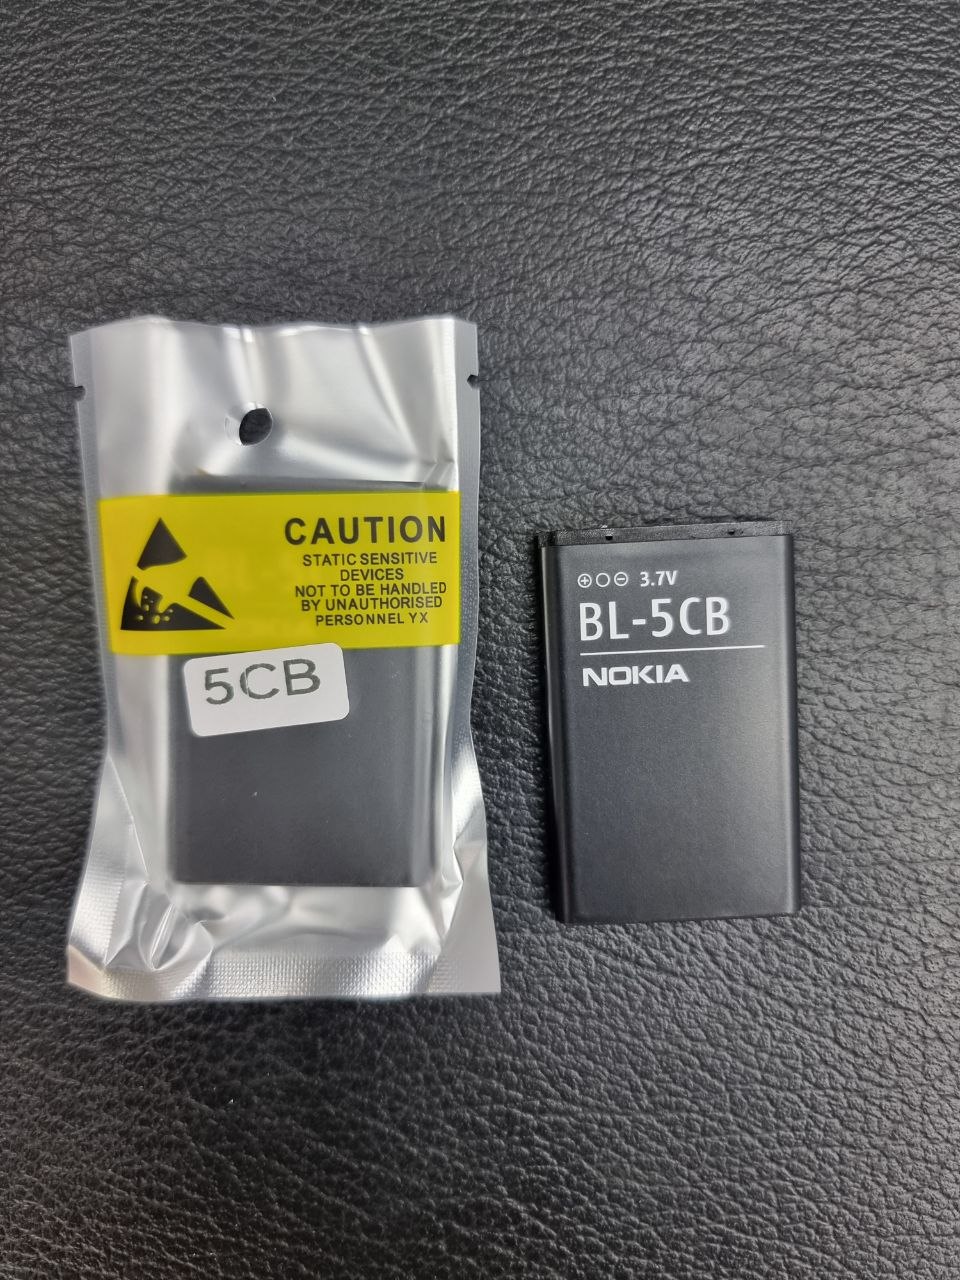 CAUTION
STATIC SENSITIVE
DEVICES
NOT TO BE HANDLED
BY UNAUTHORISED
PERSONNEL YX
5CB
3.7V
BL-5CB
NOKIA